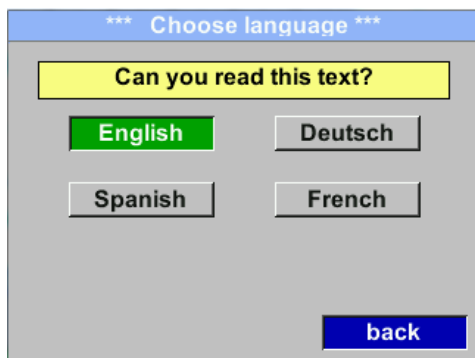 *** Choose language ***
Can you read this text?
English Deutsch
Spanish French
back